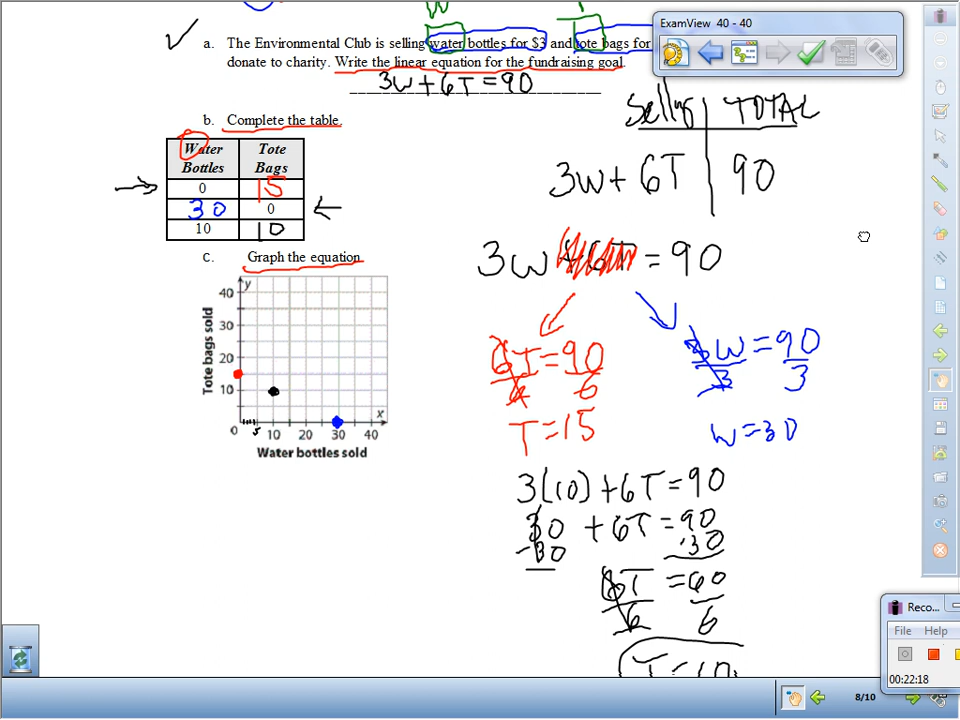 W T
a. The Environmental Club is selling water bottles for $3 and tote bags for
donate to charity. Write the linear equation for the fundraising goal.
3W + 6T = 90
b. Complete the table.
Water Bottles Tote Bags
0 15
30 0
10 10
c. Graph the equation.
y
40
30
20
10
0 5 10 30 40
x
Tote bags sold
Water bottles sold
ExamView 40 - 40
Selling TOTAL
3W + 6T 90
3W + 6T = 90
6T = 90
6 6
T = 15
3W = 90
3 3
W = 30
3(10) + 6T = 90
30 + 6T = 90
-30 -30
6T = 60
6 6
T = 10
Reco...
File Help
00:22:18
8/10